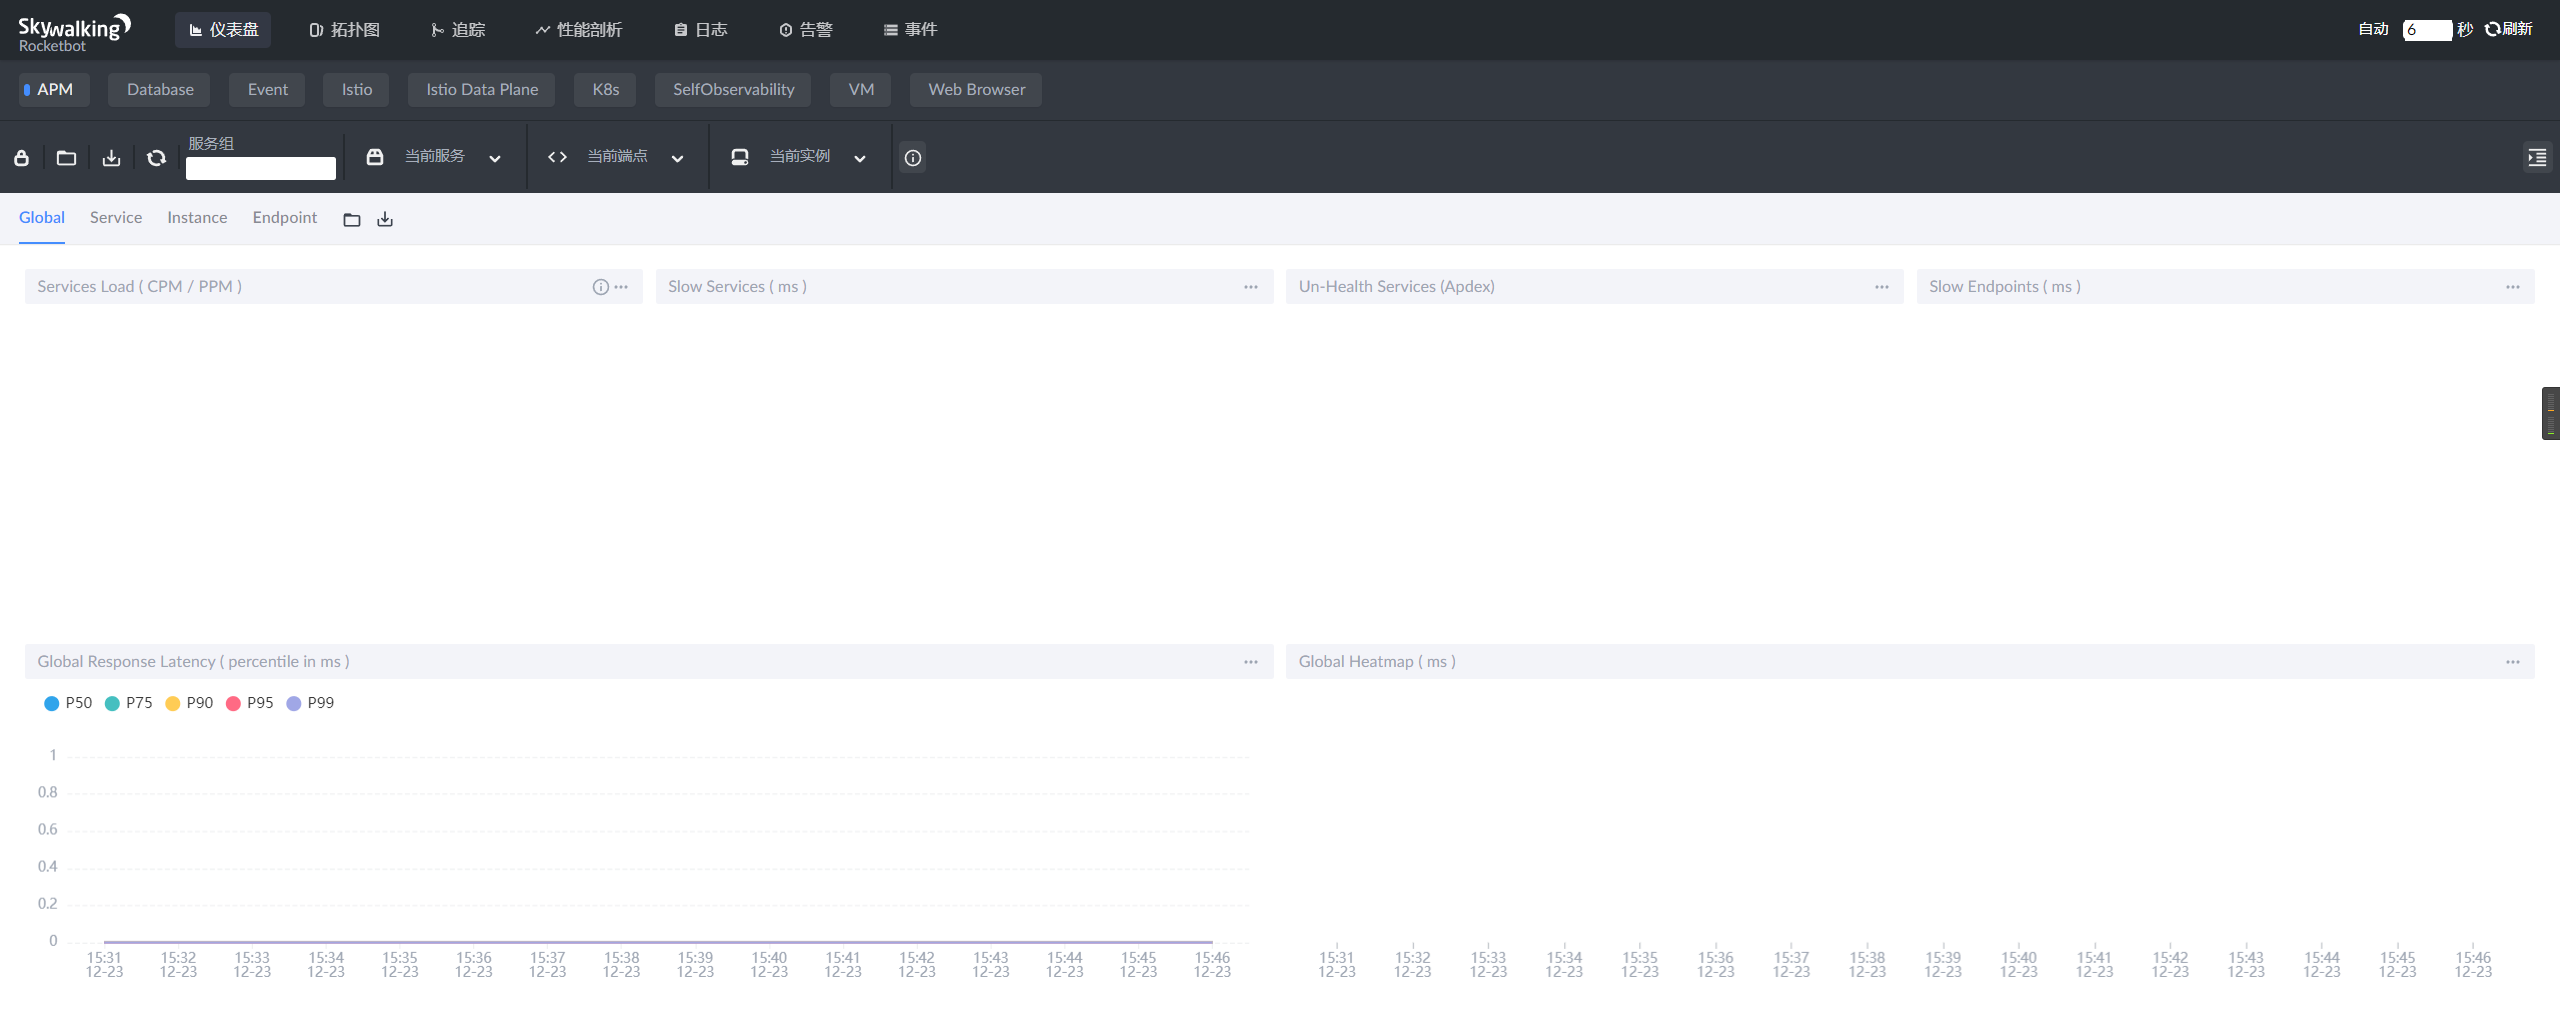 Skywalking
Rocketbot
仪表盘 拓扑图 追踪 性能剖析 日志 告警 事件 自动 6 秒 刷新
APM Database Event Istio Istio Data Plane K8s SelfObservability VM Web Browser
服务组
当前服务 当前端点 当前实例
Global Service Instance Endpoint
Services Load ( CPM / PPM ) Slow Services ( ms ) Un-Health Services (Apdex) Slow Endpoints ( ms )
Global Response Latency ( percentile in ms ) Global Heatmap ( ms )
P50 P75 P90 P95 P99
1
0.8
0.6
0.4
0.2
0
15:31 15:32 15:33 15:34 15:35 15:36 15:37 15:38 15:39 15:40 15:41 15:42 15:43 15:44 15:45 15:46 15:31 15:32 15:33 15:34 15:35 15:36 15:37 15:38 15:39 15:40 15:41 15:42 15:43 15:44 15:45 15:46
12-23 12-23 12-23 12-23 12-23 12-23 12-23 12-23 12-23 12-23 12-23 12-23 12-23 12-23 12-23 12-23 12-23 12-23 12-23 12-23 12-23 12-23 12-23 12-23 12-23 12-23 12-23 12-23 12-23 12-23 12-23 12-23